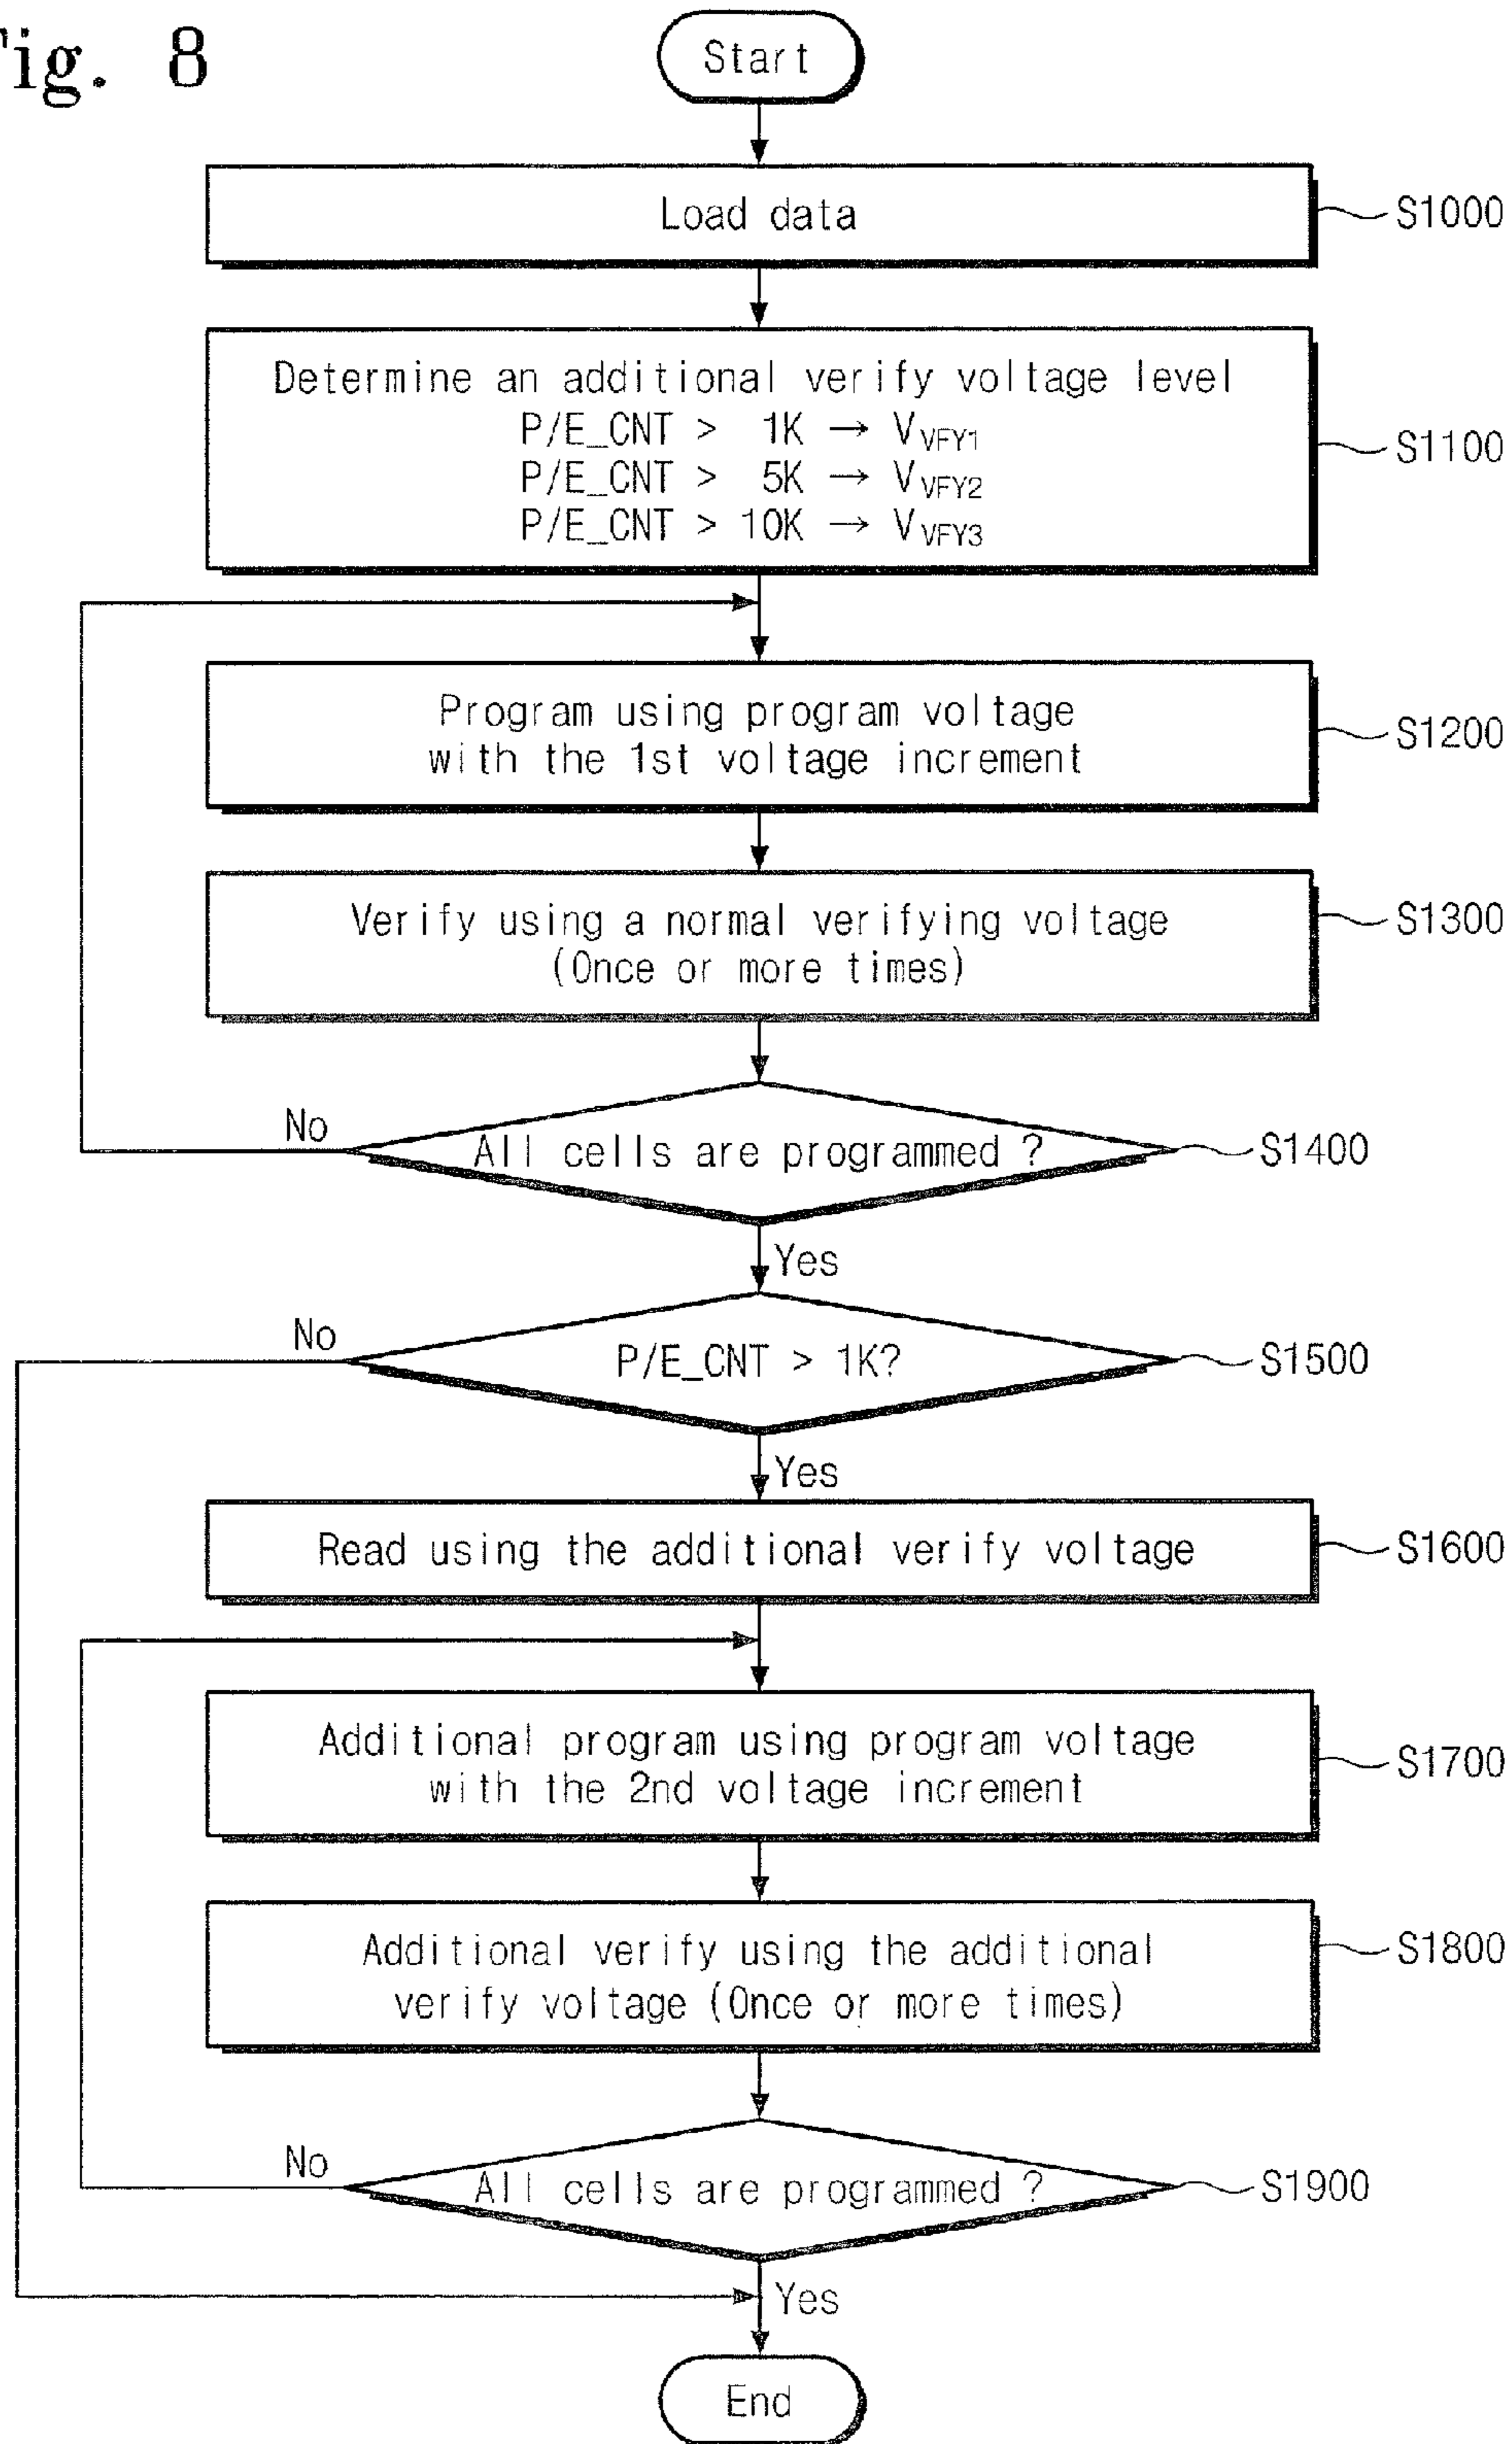 Fig. 8
Start
Load data
S1000
Determine an additional verify voltage level
P/E_CNT > 1K → VVFY1
P/E_CNT > 5K → VVFY2
P/E_CNT > 10K → VVFY3
S1100
Program using program voltage
with the 1st voltage increment
S1200
Verify using a normal verifying voltage
(Once or more times)
S1300
No
All cells are programmed ?
S1400
Yes
No
P/E_CNT > 1K?
S1500
Yes
Read using the additional verify voltage
S1600
Additional program using program voltage
with the 2nd voltage increment
S1700
Additional verify using the additional
verify voltage (Once or more times)
S1800
No
All cells are programmed ?
S1900
Yes
End